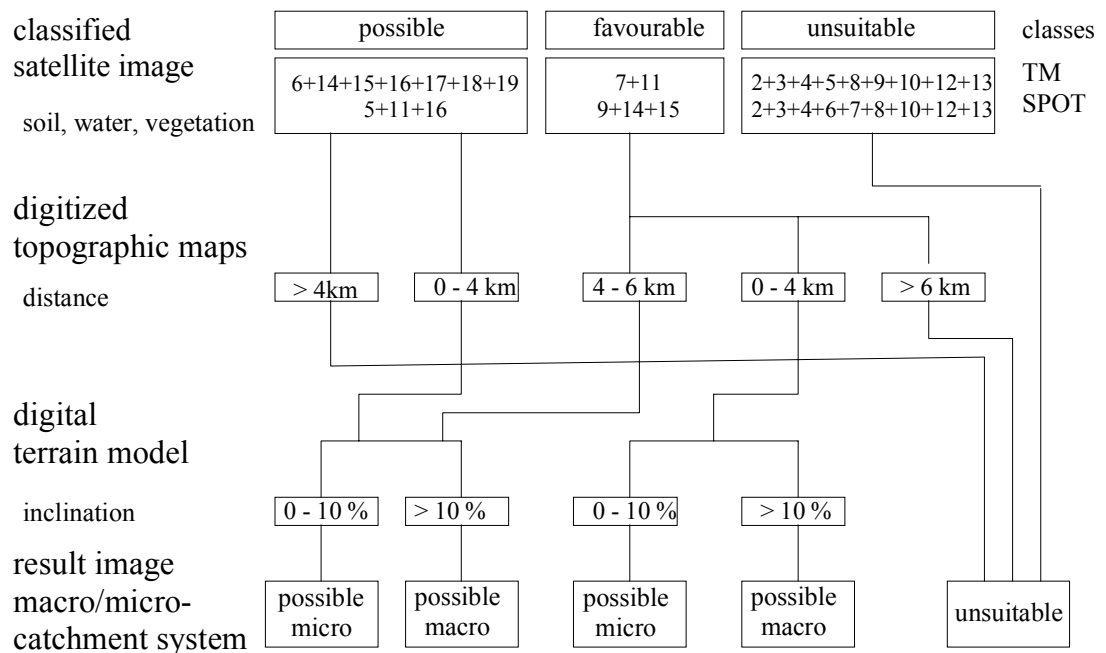 classified
satellite image
possible
favourable
unsuitable
classes
6+14+15+16+17+18+19
5+11+16
7+11
9+14+15
2+3+4+5+8+9+10+12+13
2+3+4+6+7+8+10+12+13
TM
SPOT
soil, water, vegetation
digitized
topographic maps
distance
> 4km
0 - 4 km
4 - 6 km
0 - 4 km
> 6 km
digital
terrain model
inclination
0 - 10 %
> 10 %
0 - 10%
> 10 %
result image
macro/micro-
catchment system
possible
micro
possible
macro
possible
micro
possible
macro
unsuitable